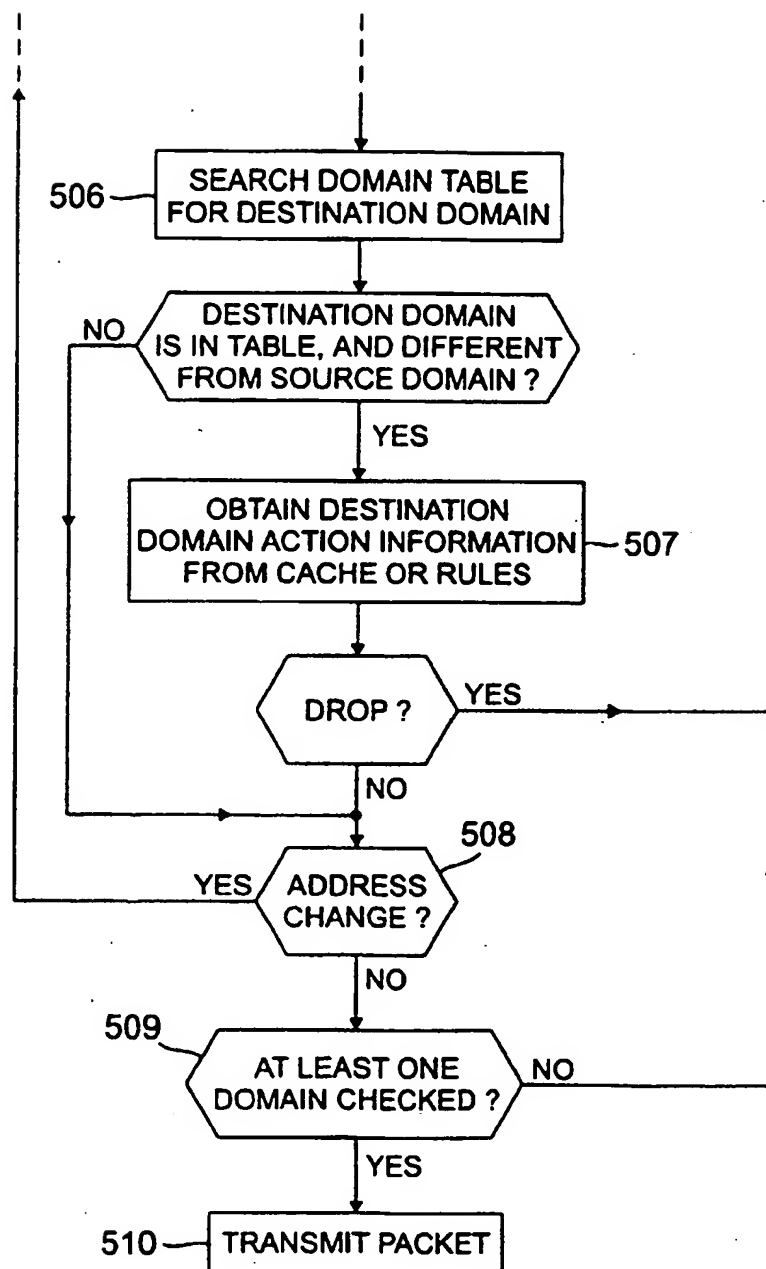 506
SEARCH DOMAIN TABLE
FOR DESTINATION DOMAIN
NO
DESTINATION DOMAIN
IS IN TABLE, AND DIFFERENT
FROM SOURCE DOMAIN ?
YES
OBTAIN DESTINATION
DOMAIN ACTION INFORMATION
FROM CACHE OR RULES
507
DROP ?
YES
NO
508
YES
ADDRESS
CHANGE ?
NO
509
AT LEAST ONE
DOMAIN CHECKED ?
NO
YES
510
TRANSMIT PACKET